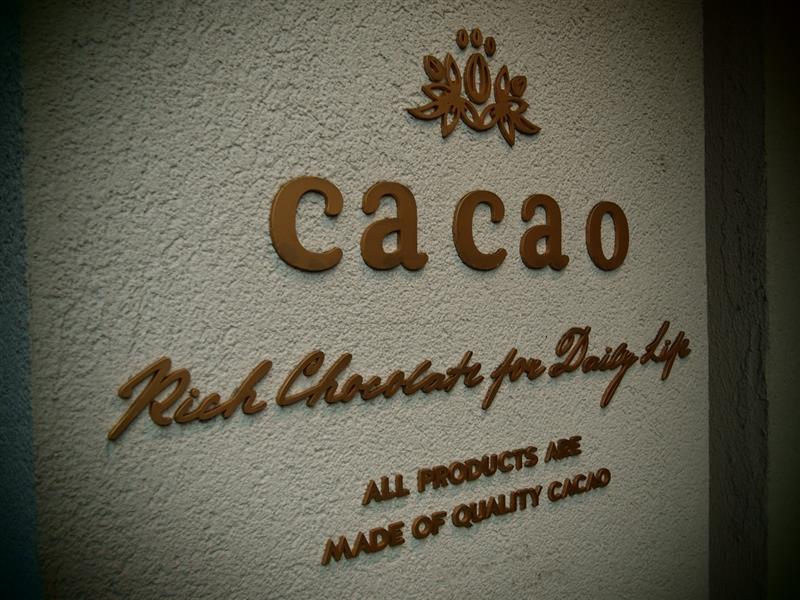 cacao
Rich Chocolate for Daily Life
ALL PRODUCTS ARE
MADE OF QUALITY CACAO